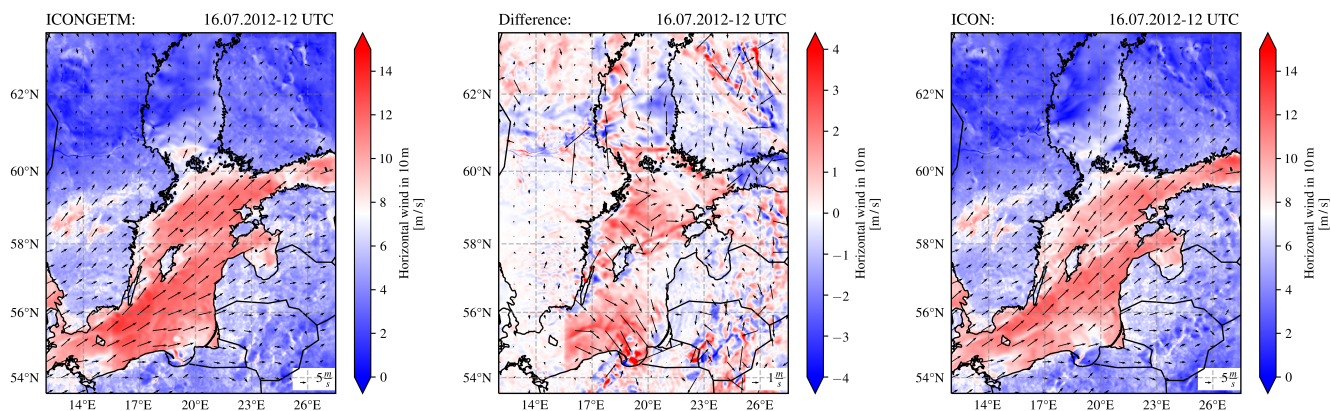 ICONGETM: 16.07.2012-12 UTC
62°N
60°N
58°N
56°N
54°N
14°E 17°E 20°E 23°E 26°E
5 m/s
14
12
10
8
6
4
2
0
Horizontal wind in 10 m
[m / s]
Difference: 16.07.2012-12 UTC
62°N
60°N
58°N
56°N
54°N
14°E 17°E 20°E 23°E 26°E
1 m/s
4
3
2
1
0
−1
−2
−3
−4
Horizontal wind in 10 m
[m / s]
ICON: 16.07.2012-12 UTC
62°N
60°N
58°N
56°N
54°N
14°E 17°E 20°E 23°E 26°E
5 m/s
14
12
10
8
6
4
2
0
Horizontal wind in 10 m
[m / s]